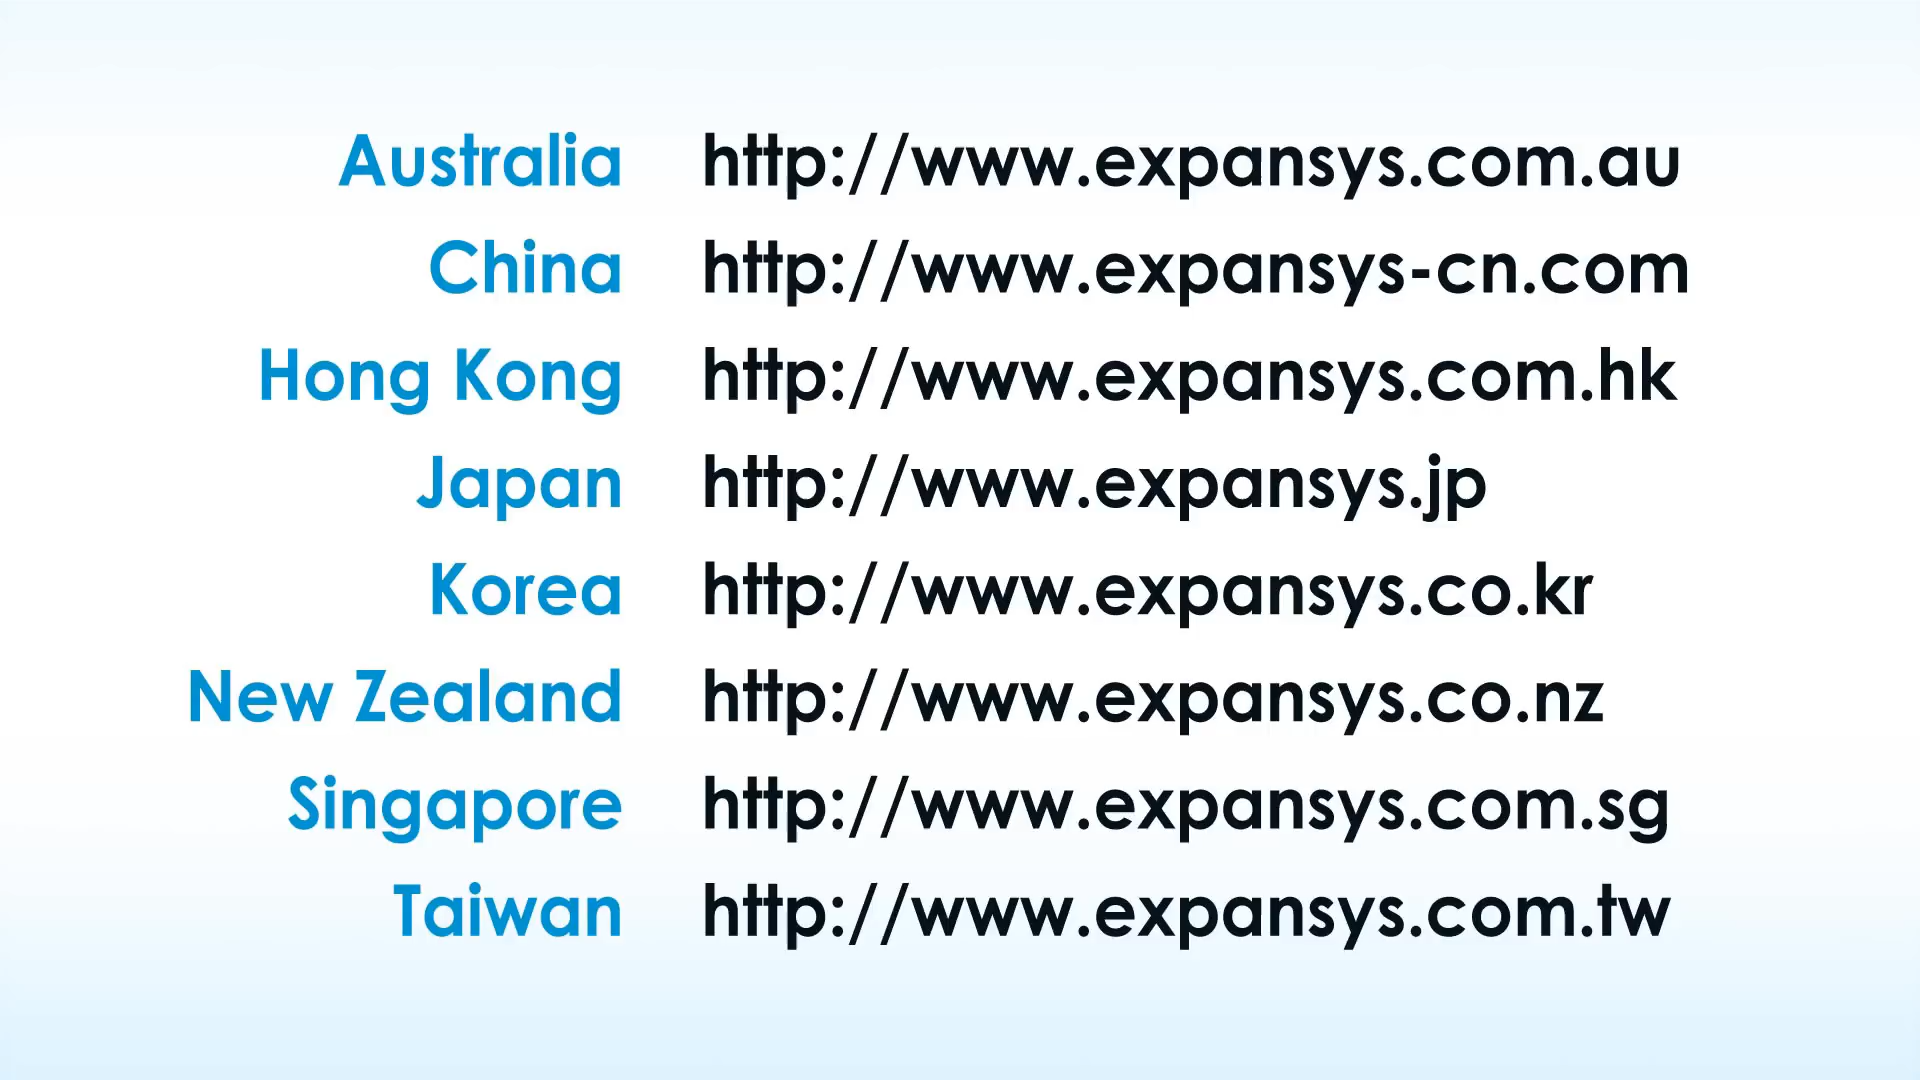 Australia http://www.expansys.com.au
China http://www.expansys-cn.com
Hong Kong http://www.expansys.com.hk
Japan http://www.expansys.jp
Korea http://www.expansys.co.kr
New Zealand http://www.expansys.co.nz
Singapore http://www.expansys.com.sg
Taiwan http://www.expansys.com.tw